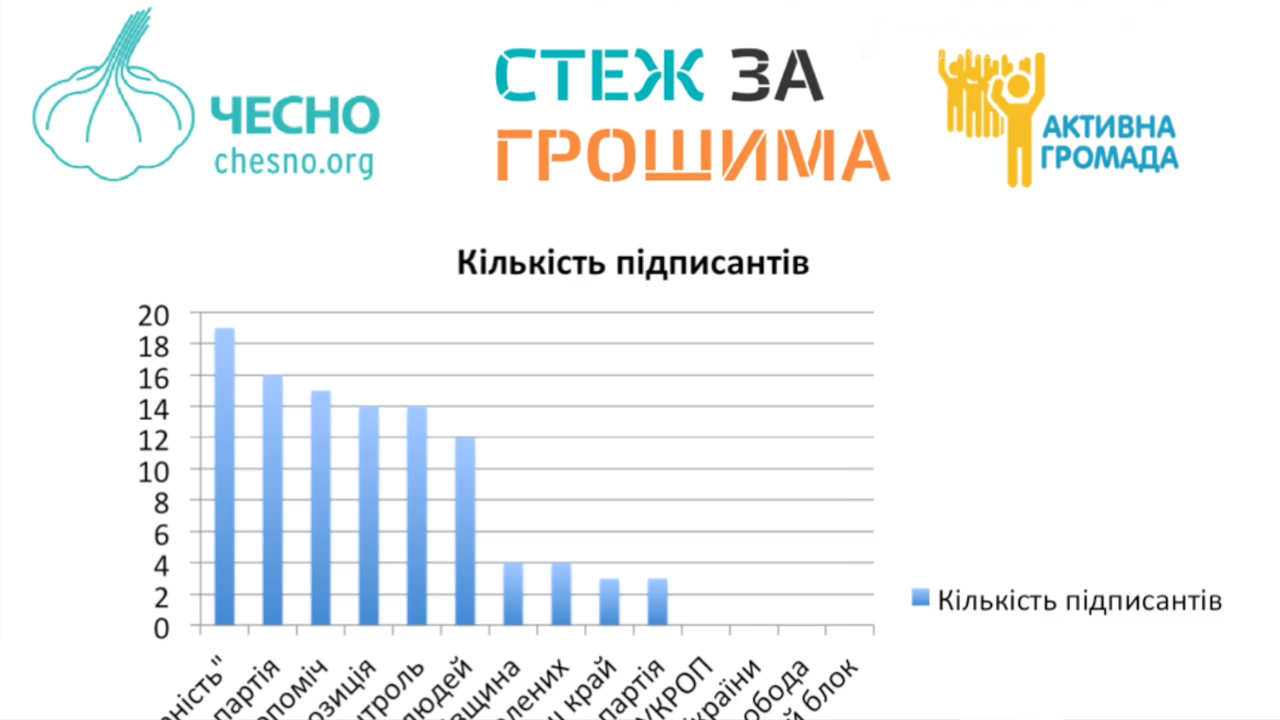 ЧЕСНО
chesno.org
СТЕЖ ЗА
ГРОШИМА
АКТИВНА
ГРОМАДА
Кількість підписантів
20
18
16
14
12
10
8
6
4
2
0
Кількість підписантів
партія
людей
край
партія
УКРОП
блок